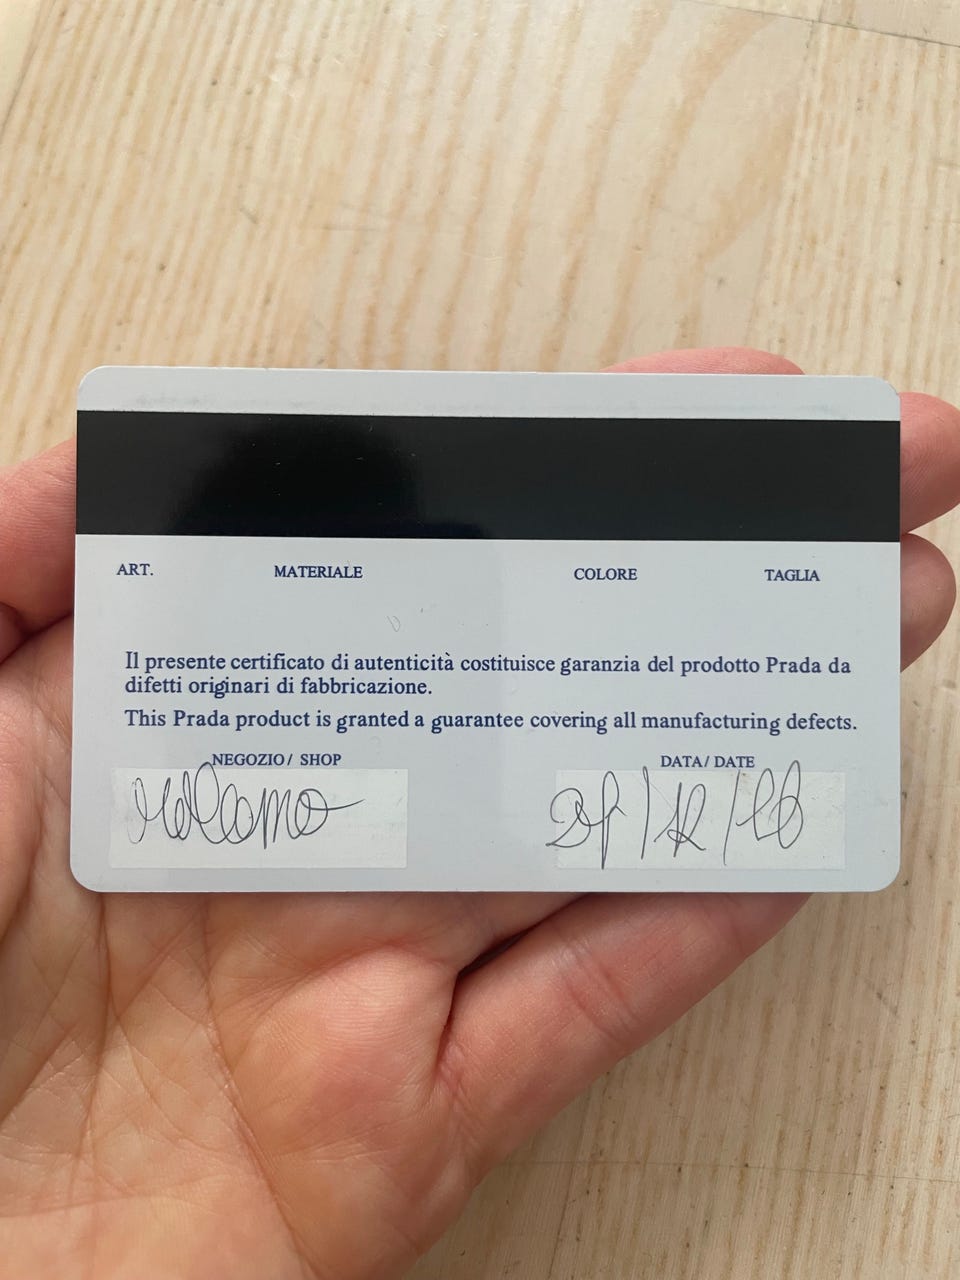 ART. MATERIALE COLORE TAGLIA
Il presente certificato di autenticità costituisce garanzia del prodotto Prada da
difetti originari di fabbricazione.
This Prada product is granted a guarantee covering all manufacturing defects.
NEGOZIO/ SHOP DATA/ DATE